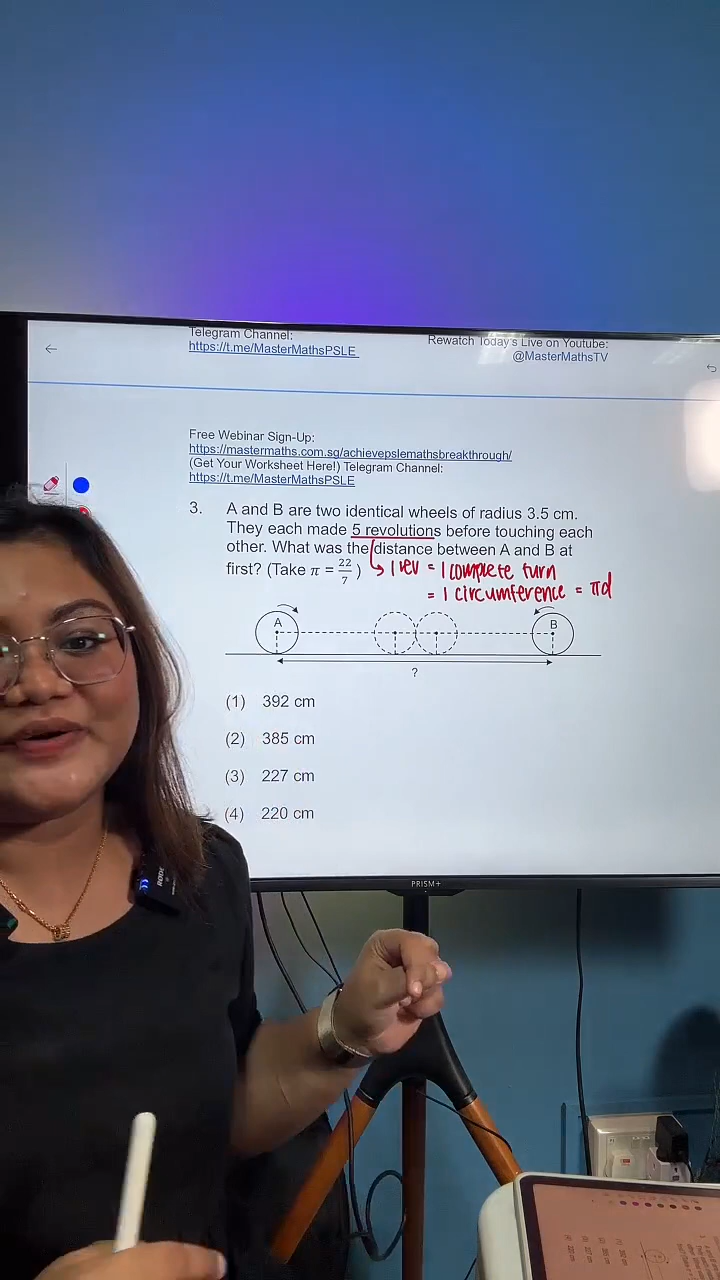 Telegram Channel:
https://t.me/MasterMathsPSLE
Rewatch Today's Live on Youtube:
@MasterMathsTV
Free Webinar Sign-Up:
https://mastermaths.com.sg/achievepslemathsbreakthrough/
(Get Your Worksheet Here!) Telegram Channel:
https://t.me/MasterMathsPSLE
3. A and B are two identical wheels of radius 3.5 cm.
They each made 5 revolutions before touching each
other. What was the distance between A and B at
first? (Take π = 22/7)
1 rev = 1 complete turn
= 1 circumference = πd
A
B
?
(1) 392 cm
(2) 385 cm
(3) 227 cm
(4) 220 cm
PRISM+
RODE